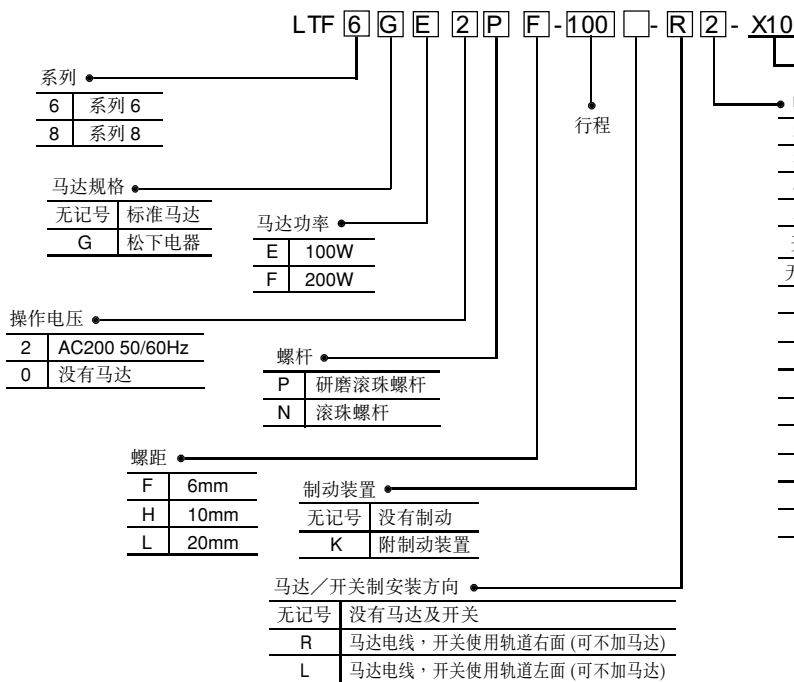 LTF 6 G E 2 P F - 100 □ - R 2 - X10
系列
6 系列 6
8 系列 8
行程
马达规格
无记号 标准马达
G 松下电器
马达功率
E 100W
F 200W
操作电压
2 AC200 50/60Hz
0 没有马达
螺杆
P 研磨滚珠螺杆
N 滚珠螺杆
螺距
F 6mm
H 10mm
L 20mm
制动装置
无记号 没有制动
K 附制动装置
马达／开关制安装方向
无记号 没有马达及开关
R 马达电线，开关使用轨道右面 (可不加马达)
L 马达电线，开关使用轨道左面 (可不加马达)